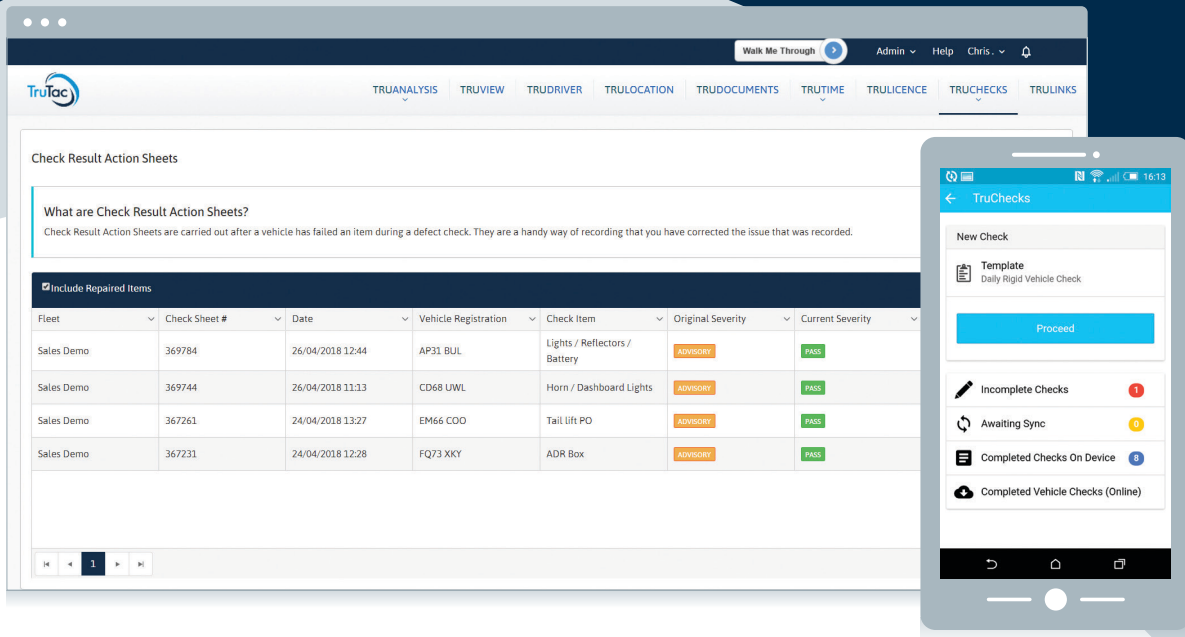 Walk Me Through
Admin Help Chris.
TruTac
TRUANALYSIS TRUVIEW TRUDRIVER TRULOCATION TRUDOCUMENTS TRUTIME TRULICENCE TRUCHECKS TRULINKS
Check Result Action Sheets
What are Check Result Action Sheets?
Check Result Action Sheets are carried out after a vehicle has failed an item during a defect check. They are a handy way of recording that you have corrected the issue that was recorded.
Include Repaired Items
Fleet Check Sheet # Date Vehicle Registration Check Item Original Severity Current Severity
Sales Demo 369784 26/04/2018 12:44 AP31 BUL Lights / Reflectors / ADVISORY PASS
Battery
Sales Demo 369744 26/04/2018 11:13 CD68 UWL Horn / Dashboard Lights ADVISORY PASS
Sales Demo 367261 24/04/2018 13:27 EM66 COO Tail lift PO ADVISORY PASS
Sales Demo 367231 24/04/2018 12:28 FQ73 XKY ADR Box ADVISORY PASS
1
16:13
TruChecks
New Check
Template
Daily Rigid Vehicle Check
Proceed
Incomplete Checks 1
Awaiting Sync 0
Completed Checks On Device 8
Completed Vehicle Checks (Online)